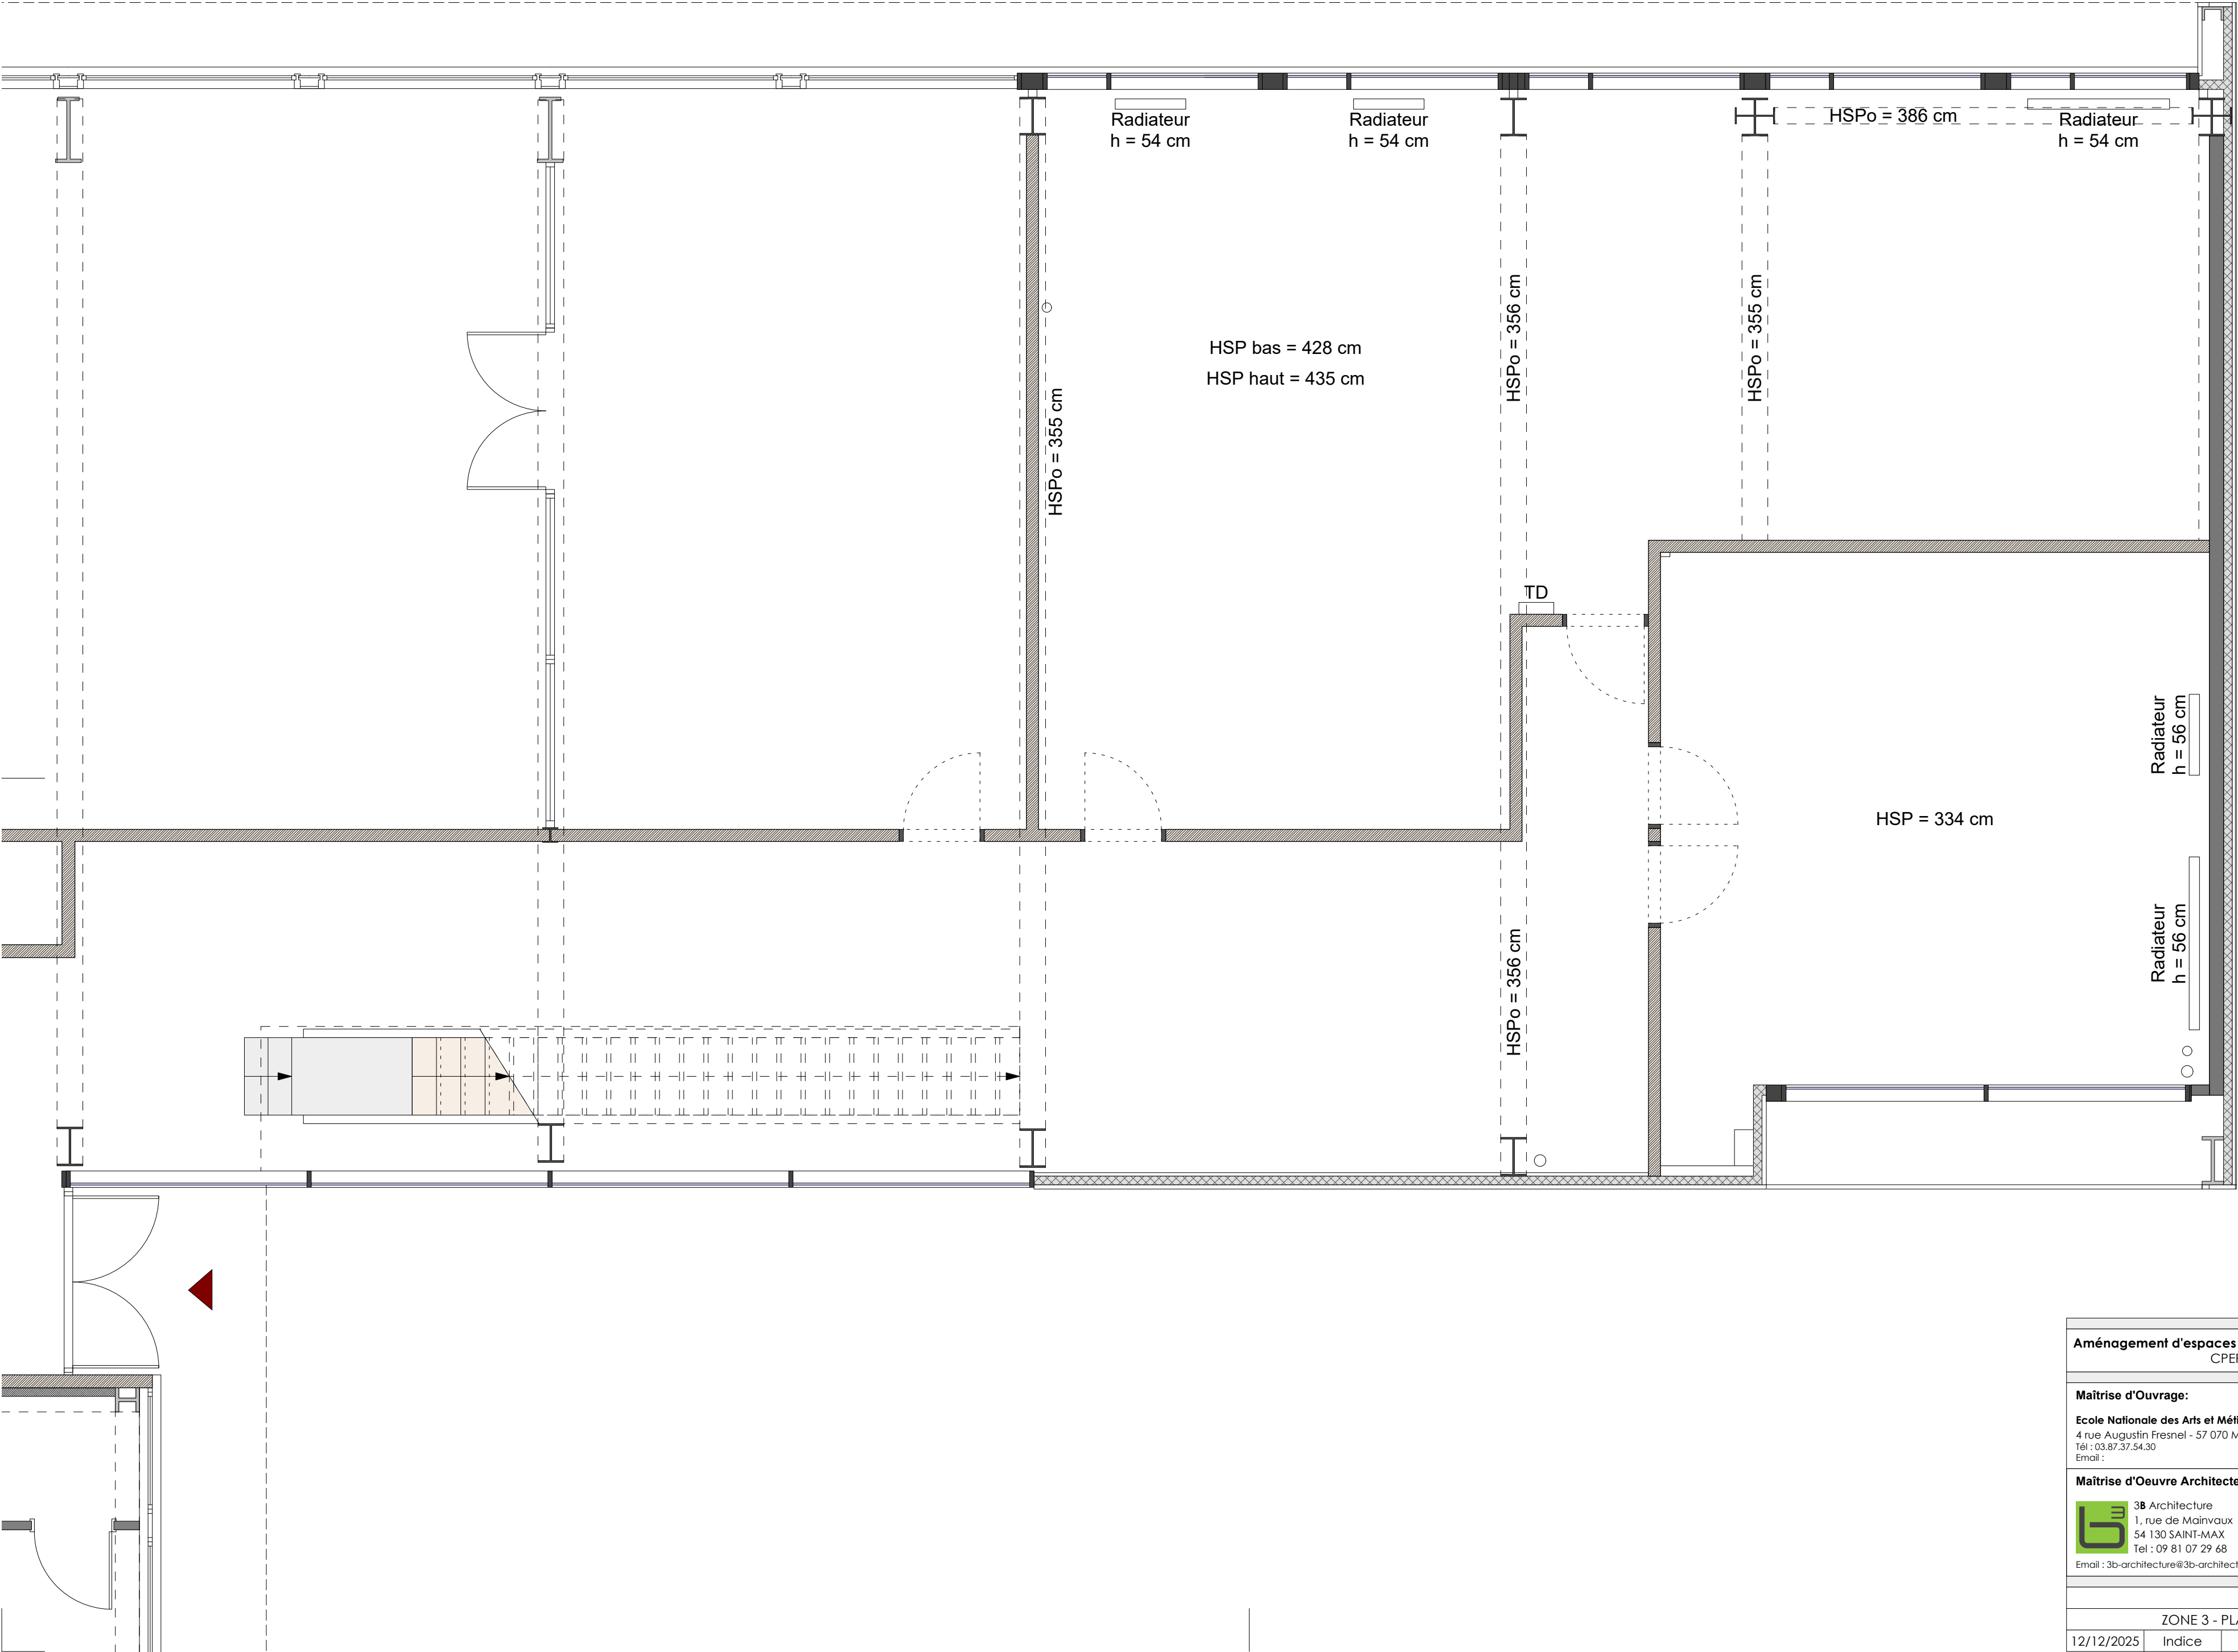 Radiateur
h = 54 cm
Radiateur
h = 54 cm
HSPo = 386 cm
Radiateur
h = 54 cm
HSPo = 355 cm
HSP bas = 428 cm
HSP haut = 435 cm
HSPo = 356 cm
HSPo = 355 cm
TD
Radiateur
h = 56 cm
HSP = 334 cm
Radiateur
h = 56 cm
HSPo = 356 cm
Aménagement d'espaces
CPE
Maîtrise d'Ouvrage:
Ecole Nationale des Arts et Méti
4 rue Augustin Fresnel - 57 070 M
Tél : 03.87.37.54.30
Email :
Maîtrise d'Oeuvre Architecte
3B Architecture
1, rue de Mainvaux
54 130 SAINT-MAX
Tel : 09 81 07 29 68
Email : 3b-architecture@3b-architect
ZONE 3 - PLA
12/12/2025 Indice